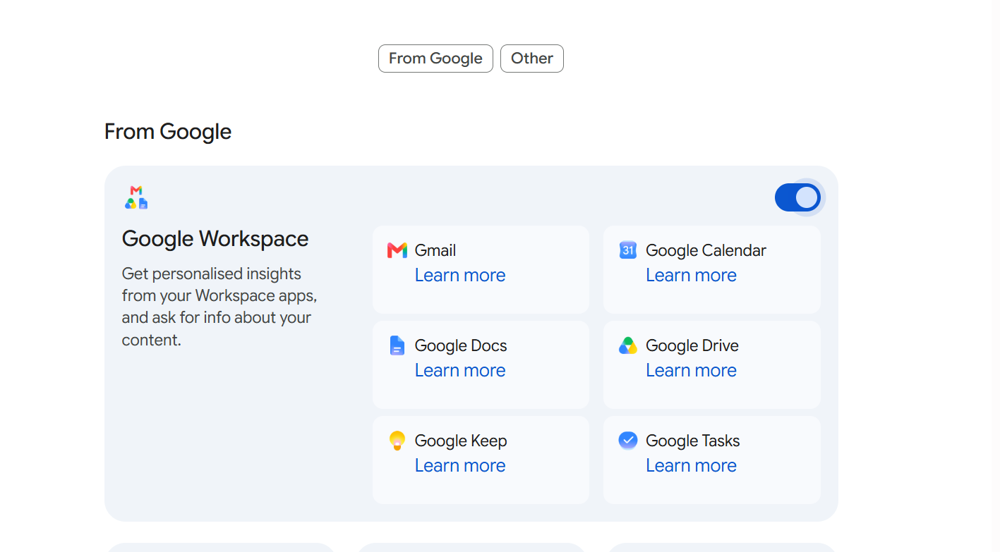 From Google
Other
From Google
Google Workspace
Get personalised insights
from your Workspace apps,
and ask for info about your
content.
Gmail
Learn more
31
Google Calendar
Learn more
Google Docs
Learn more
Google Drive
Learn more
Google Keep
Learn more
Google Tasks
Learn more